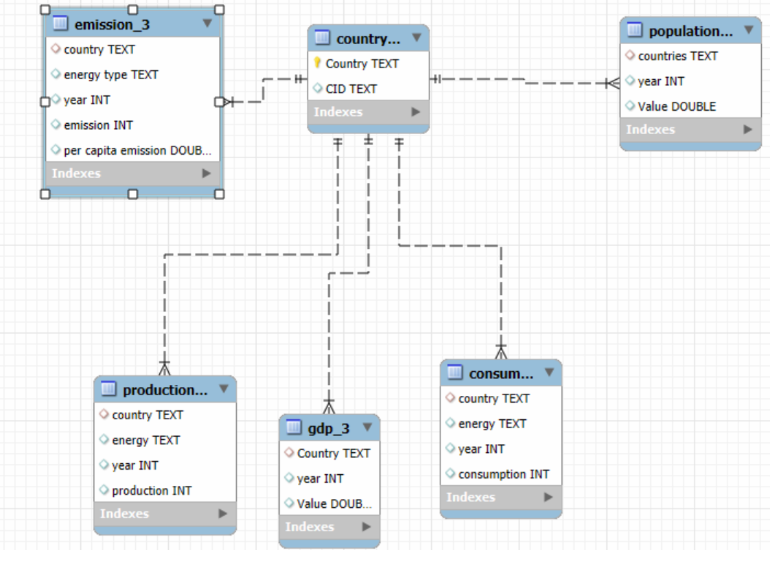 emission_3
country TEXT
energy type TEXT
year INT
emission INT
per capita emission DOUB...
Indexes
country...
Country TEXT
CID TEXT
Indexes
population...
countries TEXT
year INT
Value DOUBLE
Indexes
production...
country TEXT
energy TEXT
year INT
production INT
Indexes
gdp_3
Country TEXT
year INT
Value DOUB...
Indexes
consum...
country TEXT
energy TEXT
year INT
consumption INT
Indexes